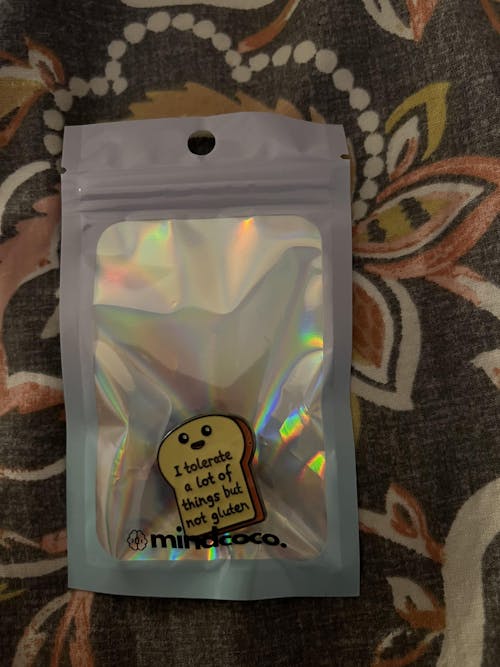 I tolerate
a lot of
things but
not gluten
mindcoco.